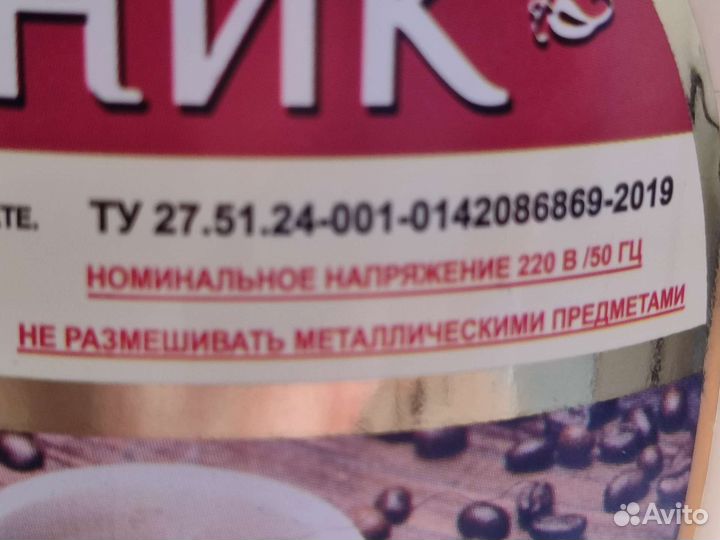 НИК
.ТЕ. ТУ 27.51.24-001-0142086869-2019
НОМИНАЛЬНОЕ НАПРЯЖЕНИЕ 220 В /50 ГЦ
НЕ РАЗМЕШИВАТЬ МЕТАЛЛИЧЕСКИМИ ПРЕДМЕТАМИ
Avito